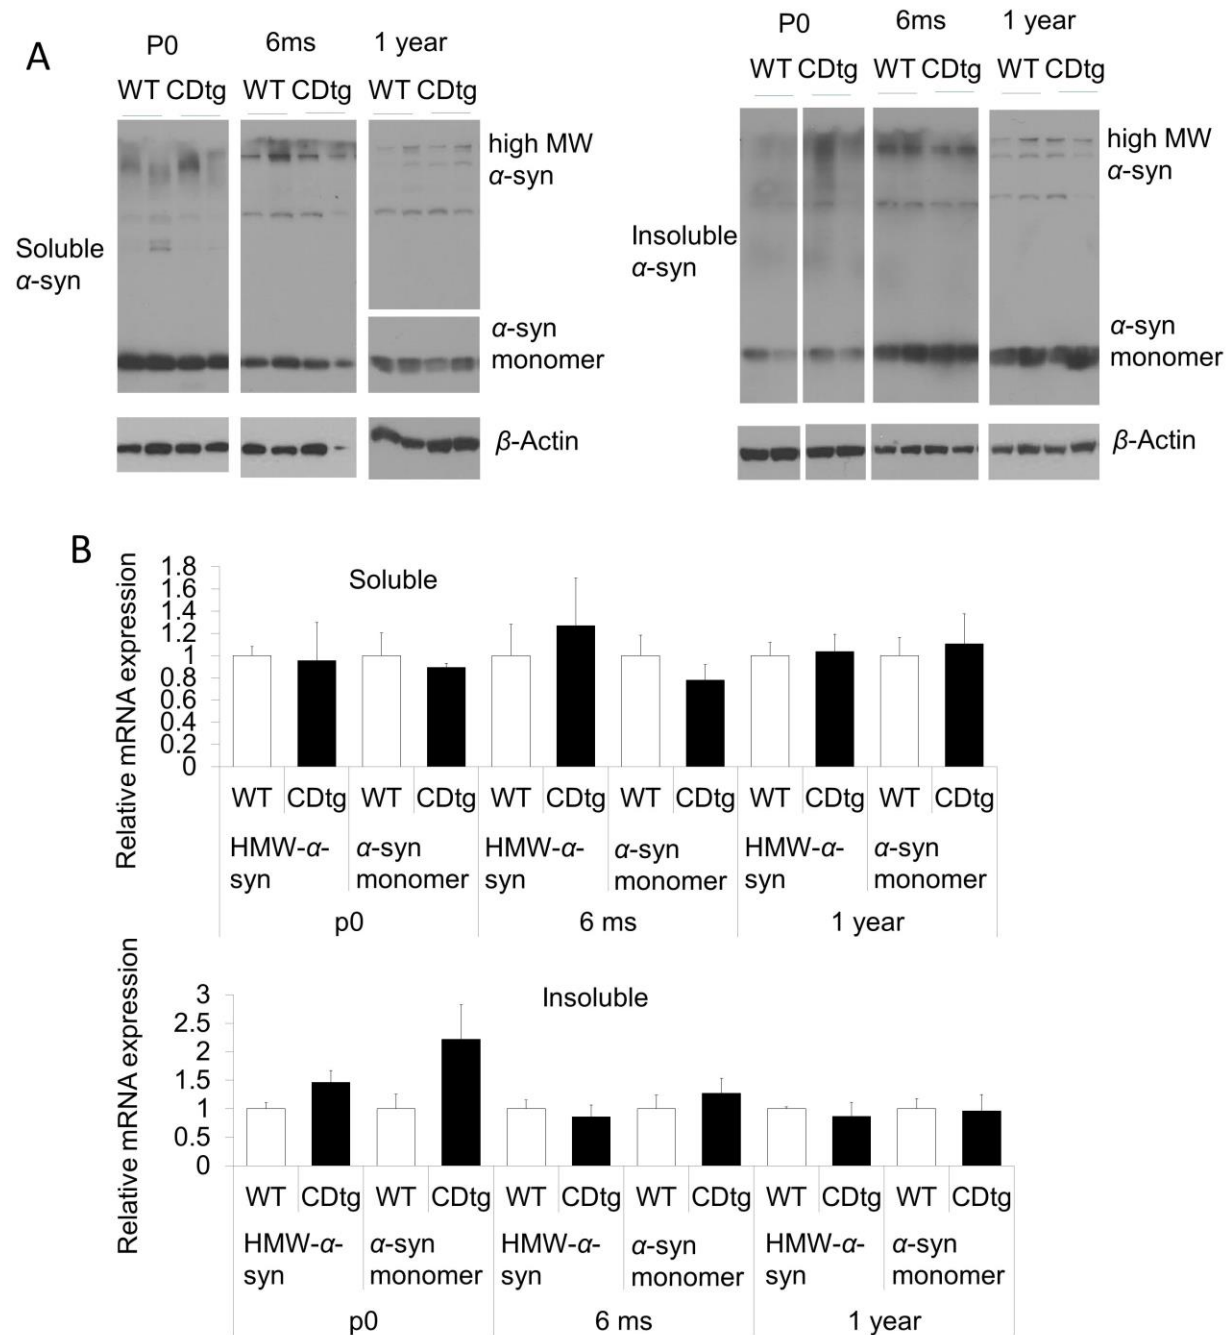 A
P0
6ms
1 year
WT CDtg
WT CDtg
WT CDtg
high MW
α-syn
Soluble
α-syn
α-syn
monomer
β-Actin
P0
6ms
1 year
WT CDtg
WT CDtg
WT CDtg
high MW
α-syn
Insoluble
α-syn
α-syn
monomer
β-Actin
B
Relative mRNA expression
Soluble
1.8
1.6
1.4
1.2
1
0.8
0.6
0.4
0.2
0
WT CDtg WT CDtg WT CDtg WT CDtg WT CDtg WT CDtg
HMW-α- α-syn HMW-α- α-syn HMW-α- α-syn
syn monomer syn monomer syn monomer
p0 6 ms 1 year
Relative mRNA expression
Insoluble
3
2.5
2
1.5
1
0.5
0
WT CDtg WT CDtg WT CDtg WT CDtg WT CDtg WT CDtg
HMW-α- α-syn HMW-α- α-syn HMW-α- α-syn
syn monomer syn monomer syn monomer
p0 6 ms 1 year